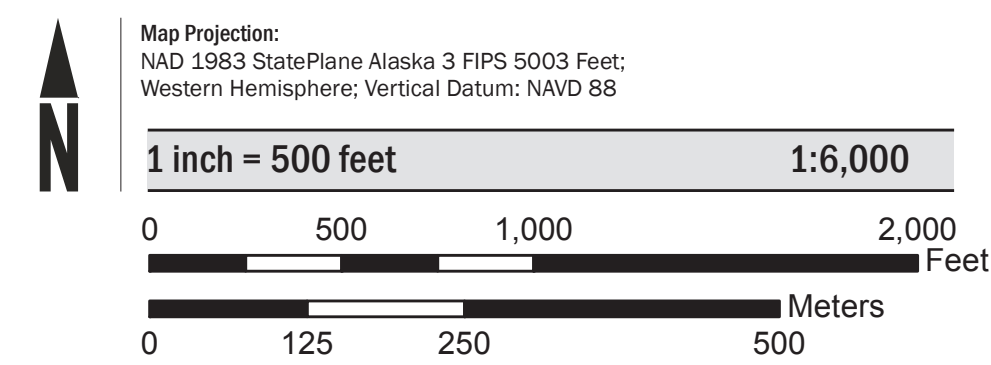 N
Map Projection:
NAD 1983 StatePlane Alaska 3 FIPS 5003 Feet;
Western Hemisphere; Vertical Datum: NAVD 88
1 inch = 500 feet 1:6,000
0 500 1,000 2,000
Feet
Meters
0 125 250 500